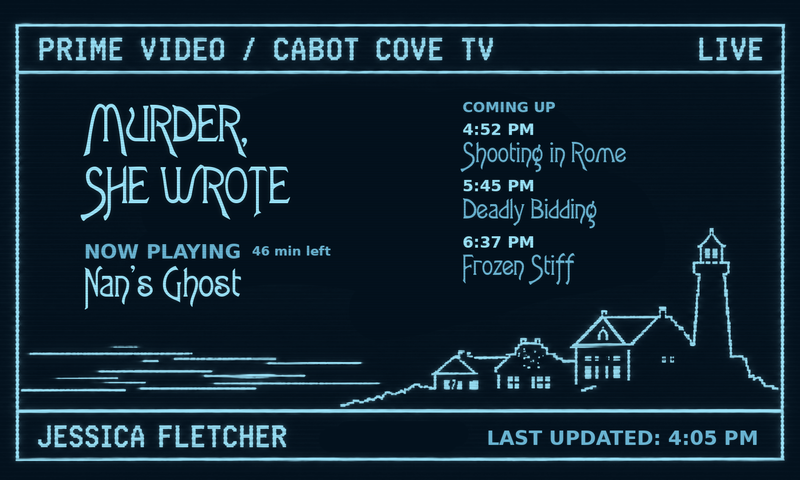 PRIME VIDEO / CABOT COVE TV
LIVE
MURDER,
SHE WROTE
NOW PLAYING 46 min left
Nan's Ghost
COMING UP
4:52 PM
Shooting in Rome
5:45 PM
Deadly Bidding
6:37 PM
Frozen Stiff
JESSICA FLETCHER
LAST UPDATED: 4:05 PM